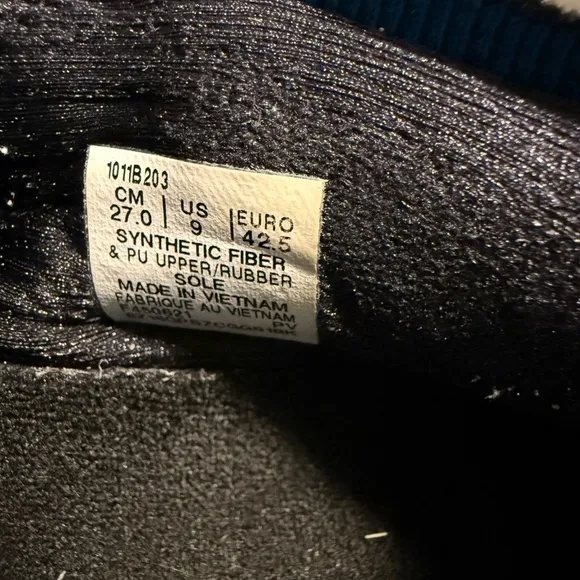 1011B203
CM | US | EURO
27.0 | 9 | 42.5
SYNTHETIC FIBER
& PU UPPER/RUBBER
SOLE
MADE IN VIETNAM
FABRIQUE AU VIETNAM
PV